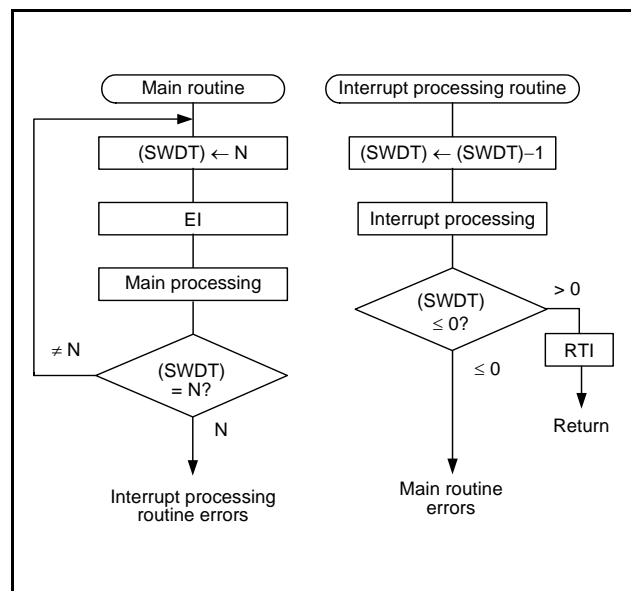 Main routine
(SWDT) ← N
EI
Main processing
≠ N
(SWDT)
= N?
N
Interrupt processing
routine errors
Interrupt processing routine
(SWDT) ← (SWDT)−1
Interrupt processing
> 0
(SWDT)
≤ 0?
RTI
≤ 0
Return
Main routine
errors